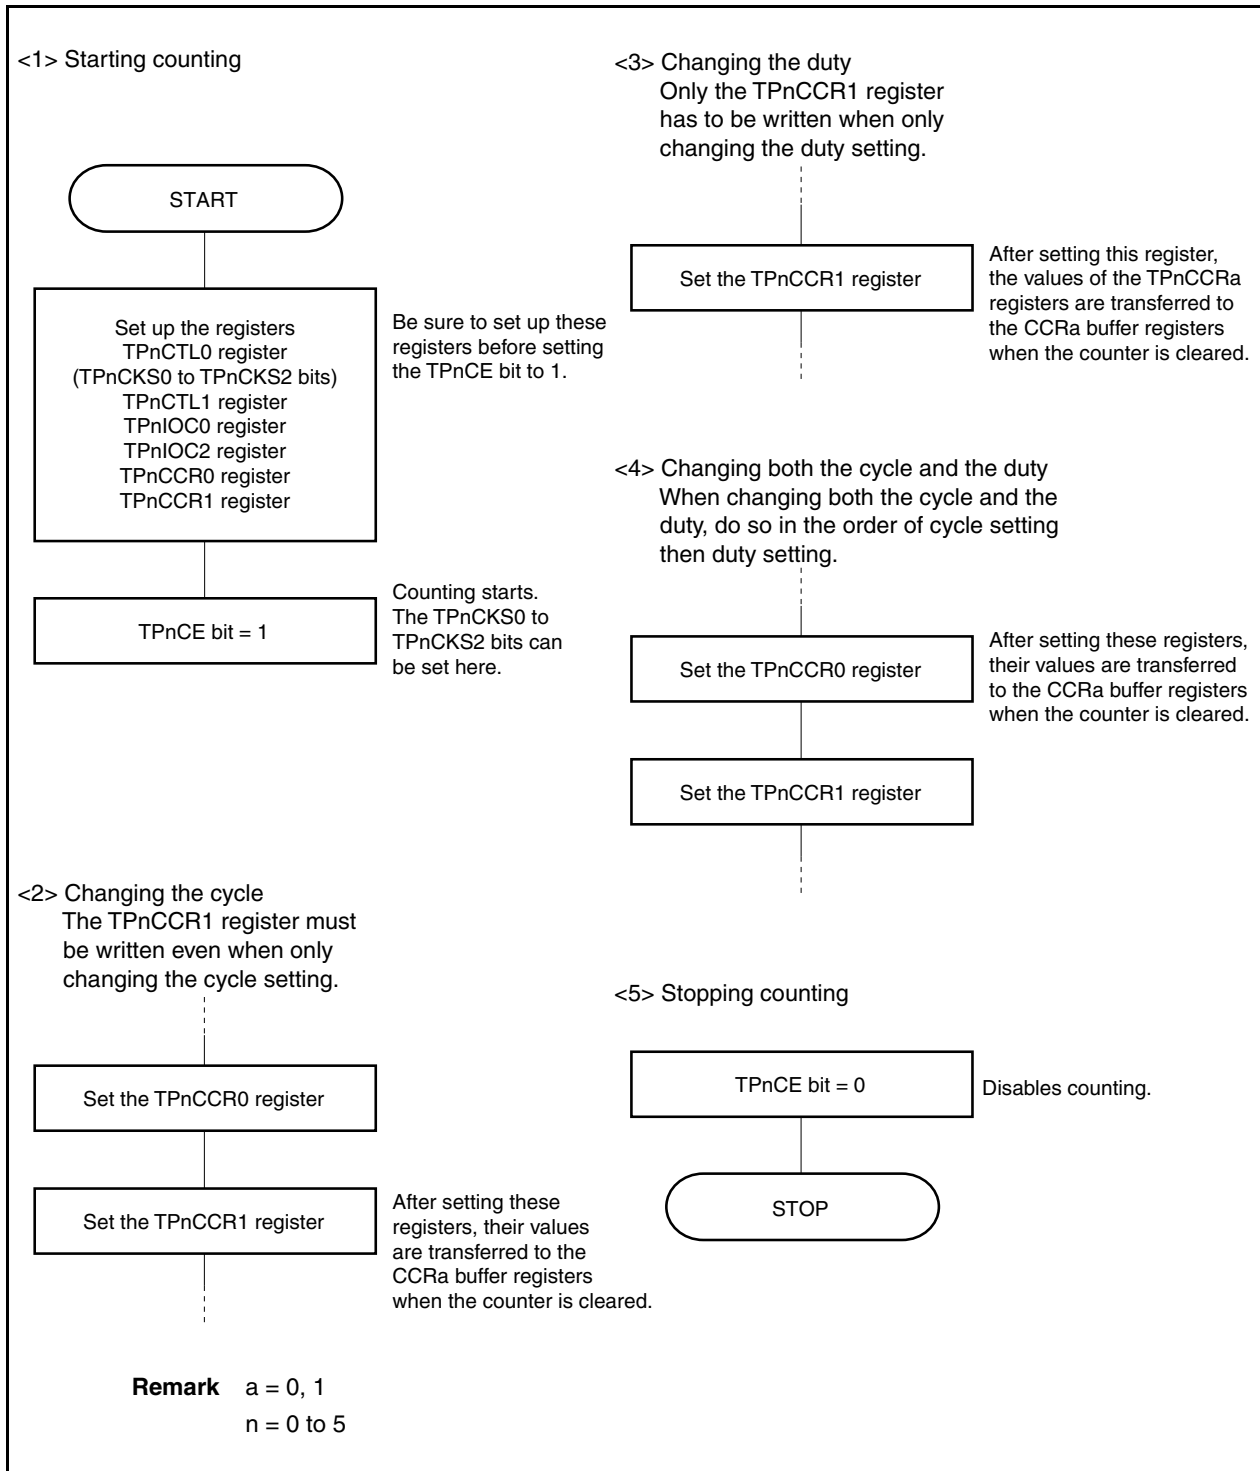 <1> Starting counting
START
Set up the registers
TPnCTL0 register
(TPnCKS0 to TPnCKS2 bits)
TPnCTL1 register
TPnIOC0 register
TPnIOC2 register
TPnCCR0 register
TPnCCR1 register
Be sure to set up these
registers before setting
the TPnCE bit to 1.
TPnCE bit = 1
Counting starts.
The TPnCKS0 to
TPnCKS2 bits can
be set here.
<2> Changing the cycle
The TPnCCR1 register must
be written even when only
changing the cycle setting.
Set the TPnCCR0 register
Set the TPnCCR1 register
After setting these
registers, their values
are transferred to the
CCRa buffer registers
when the counter is cleared.
<3> Changing the duty
Only the TPnCCR1 register
has to be written when only
changing the duty setting.
Set the TPnCCR1 register
After setting this register,
the values of the TPnCCRa
registers are transferred to
the CCRa buffer registers
when the counter is cleared.
<4> Changing both the cycle and the duty
When changing both the cycle and the
duty, do so in the order of cycle setting
then duty setting.
Set the TPnCCR0 register
After setting these registers,
their values are transferred
to the CCRa buffer registers
when the counter is cleared.
Set the TPnCCR1 register
<5> Stopping counting
TPnCE bit = 0
Disables counting.
STOP
Remark a = 0, 1
n = 0 to 5